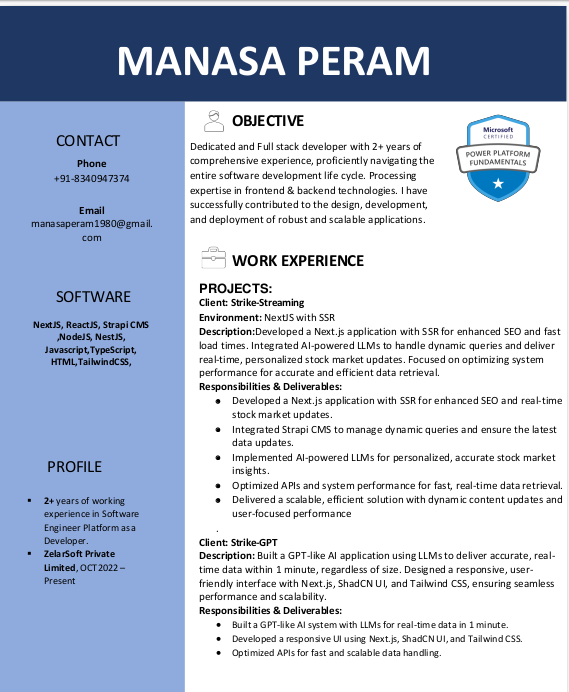 MANASA PERAM
CONTACT
Phone
+91-8340947374
Email
manasaperam1980@gmail.
com
SOFTWARE
NextJS, ReactJS, Strapi CMS
,NodeJS, NestJS,
Javascript,TypeScript,
HTML,TailwindCSS,
PROFILE
▪ 2+ years of working
experience in Software
Engineer Platform as a
Developer.
▪ ZelarSoft Private
Limited, OCT2022 –
Present
OBJECTIVE
Dedicated and Full stack developer with 2+ years of
comprehensive experience, proficiently navigating the
entire software development life cycle. Processing
expertise in frontend & backend technologies. I have
successfully contributed to the design, development,
and deployment of robust and scalable applications.
Microsoft
CERTIFIED
POWER PLATFORM
FUNDAMENTALS
WORK EXPERIENCE
PROJECTS:
Client: Strike-Streaming
Environment: NextJS with SSR
Description:Developed a Next.js application with SSR for enhanced SEO and fast
load times. Integrated AI-powered LLMs to handle dynamic queries and deliver
real-time, personalized stock market updates. Focused on optimizing system
performance for accurate and efficient data retrieval.
Responsibilities & Deliverables:
● Developed a Next.js application with SSR for enhanced SEO and real-time
stock market updates.
● Integrated Strapi CMS to manage dynamic queries and ensure the latest
data updates.
● Implemented AI-powered LLMs for personalized, accurate stock market
insights.
● Optimized APIs and system performance for fast, real-time data retrieval.
● Delivered a scalable, efficient solution with dynamic content updates and
user-focused performance
.
Client: Strike-GPT
Description: Built a GPT-like AI application using LLMs to deliver accurate, real-
time data within 1 minute, regardless of size. Designed a responsive, user-
friendly interface with Next.js, ShadCN UI, and Tailwind CSS, ensuring seamless
performance and scalability.
Responsibilities & Deliverables:
● Built a GPT-like AI system with LLMs for real-time data in 1 minute.
● Developed a responsive UI using Next.js, ShadCN UI, and Tailwind CSS.
● Optimized APIs for fast and scalable data handling.